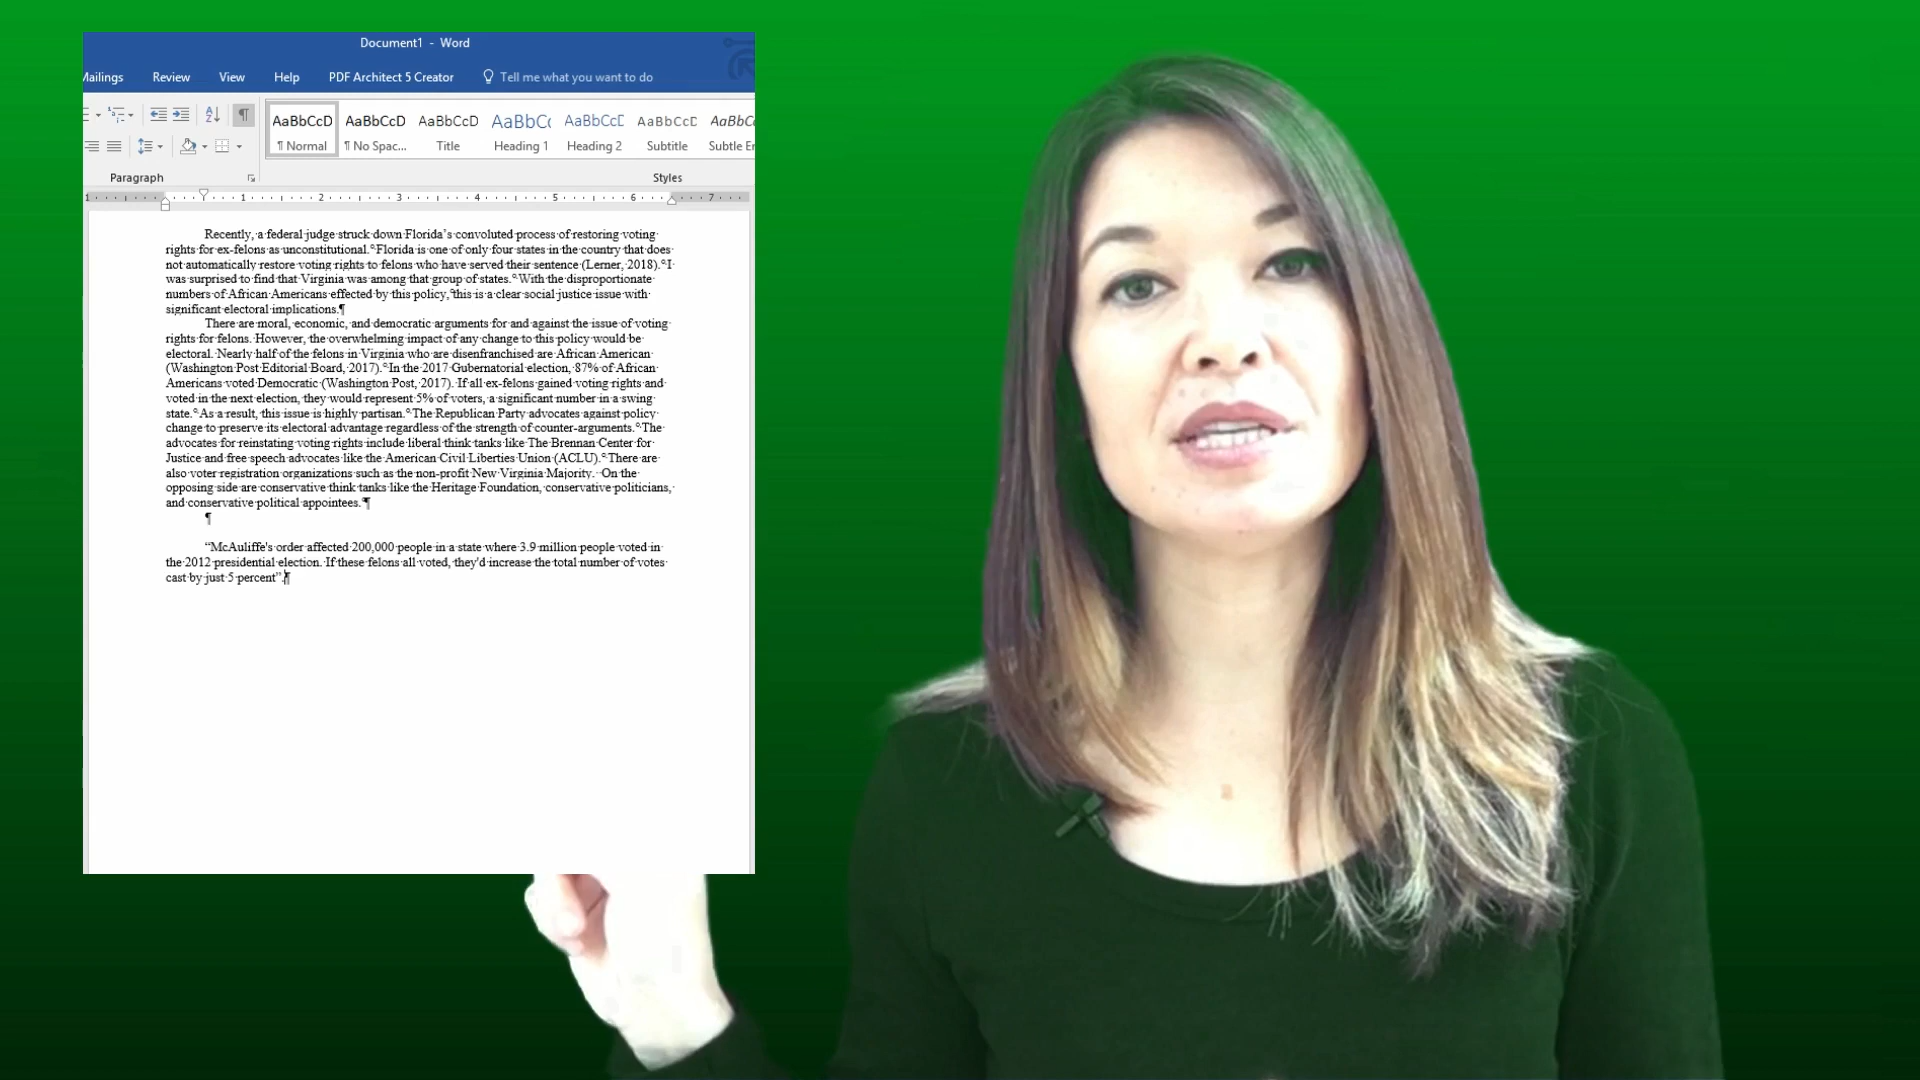 Document1 - Word
Mailings Review View Help PDF Architect 5 Creator Tell me what you want to do
AaBbCcD AaBbCcD AaBbCcD AaBbCc AaBbCcD AaBbCcD AaBbCc
¶ Normal ¶ No Spac... Title Heading 1 Heading 2 Subtitle Subtle Em
Paragraph Styles
1 1 2 3 4 5 6 7
Recently, a federal judge struck down Florida's convoluted process of restoring voting
rights for ex-felons as unconstitutional. Florida is one of only four states in the country that does
not automatically restore voting rights to felons who have served their sentence (Lerner, 2018). I
was surprised to find that Virginia was among that group of states. With the disproportionate
numbers of African Americans effected by this policy, this is a clear social justice issue with
significant electoral implications.¶
There are moral, economic, and democratic arguments for and against the issue of voting
rights for felons. However, the overwhelming impact of any change to this policy would be
electoral. Nearly half of the felons in Virginia who are disenfranchised are African American
(Washington Post Editorial Board, 2017). In the 2017 Gubernatorial election, 87% of African
Americans voted Democratic (Washington Post, 2017). If all ex-felons gained voting rights and
voted in the next election, they would represent 5% of voters, a significant number in a swing
state. As a result, this issue is highly partisan. The Republican Party advocates against policy
change to preserve its electoral advantage regardless of the strength of counter-arguments. The
advocates for reinstating voting rights include liberal think tanks like The Brennan Center for
Justice and free speech advocates like the American Civil Liberties Union (ACLU). There are
also voter registration organizations such as the non-profit New Virginia Majority. On the
opposing side are conservative think tanks like the Heritage Foundation, conservative politicians,
and conservative political appointees.¶
¶
“McAuliffe's order affected 200,000 people in a state where 3.9 million people voted in
the 2012 presidential election. If these felons all voted, they'd increase the total number of votes
cast by just 5 percent”.¶